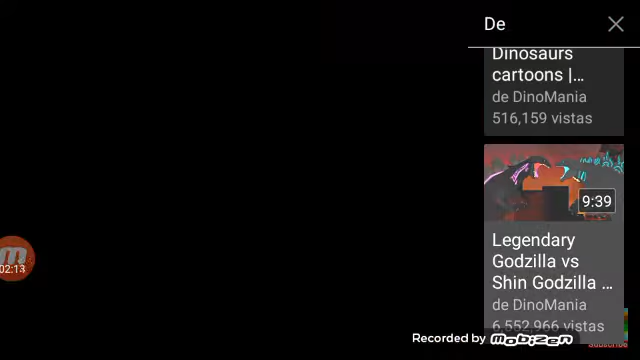 De
Dinosaurs
cartoons |...
de DinoMania
516,159 vistas
9:39
Legendary
Godzilla vs
Shin Godzilla ...
de DinoMania
6,552,966 vistas
02:13
Recorded by mobizen
Subscribe